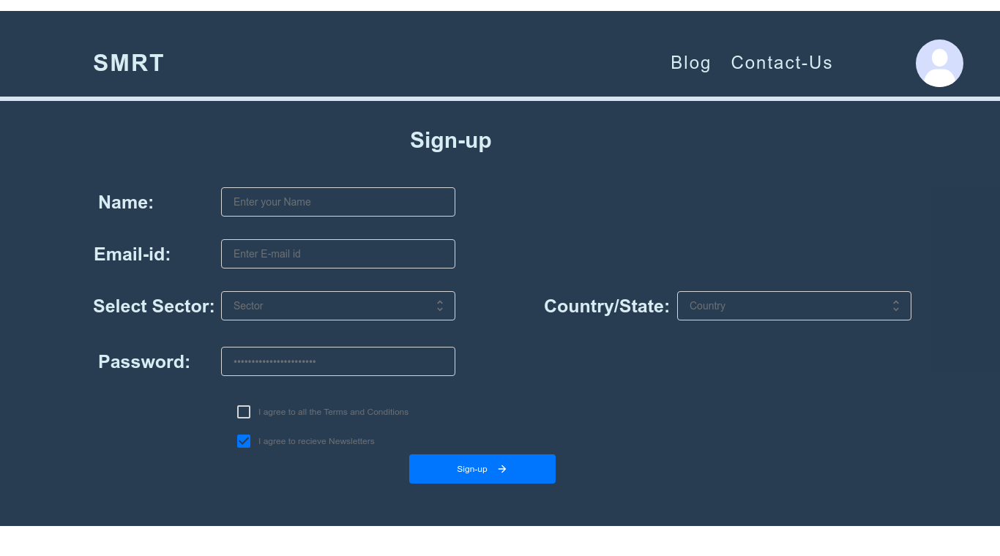 SMRT
Blog Contact-Us
Sign-up
Name: Enter your Name
Email-id: Enter E-mail id
Select Sector: Sector Country/State: Country
Password: •••••••••••••••••••••••
I agree to all the Terms and Conditions
I agree to recieve Newsletters
Sign-up →